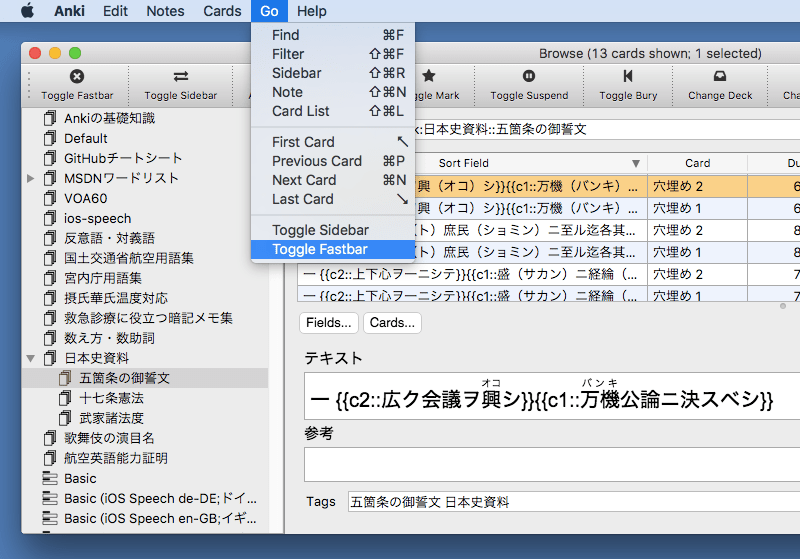 Anki Edit Notes Cards Go Help
Find ⌘F
Filter ⇧⌘F
Sidebar ⇧⌘R
Note ⇧⌘N
Card List ⇧⌘L
First Card ↖
Previous Card ⌘P
Next Card ⌘N
Last Card ↘
Toggle Sidebar
Toggle Fastbar
Browse (13 cards shown; 1 selected)
Toggle Fastbar Toggle Sidebar gle Mark Toggle Suspend Toggle Bury Change Deck Cha
Ankiの基礎知識
Default
GitHubチートシート
MSDNワードリスト
VOA60
ios-speech
反意語・対義語
国土交通省航空用語集
宮内庁用語集
摂氏華氏温度対応
救急診療に役立つ暗記メモ集
数え方・数助詞
日本史資料
五箇条の御誓文
十七条憲法
武家諸法度
歌舞伎の演目名
航空英語能力証明
Basic
Basic (iOS Speech de-DE;ドイ...
Basic (iOS Speech en-GB;イギ...
:日本史資料::五箇条の御誓文
Sort Field Card Du
興（オコ）シ}}{{c1::万機（バンキ）... 穴埋め 2 6
興（オコ）シ}}{{c1::万機（バンキ）... 穴埋め 1 6
ト）庶民（ショミン）ニ至ル迄各其... 穴埋め 2 8
ト）庶民（ショミン）ニ至ル迄各其... 穴埋め 1 8
一 {{c2::上下心ヲ一ニシテ}}{{c1::盛（サカン）ニ経綸（... 穴埋め 2 7
一 {{c2::上下心ヲ一ニシテ}}{{c1::盛（サカン）ニ経綸（... 穴埋め 1 7
Fields... Cards...
テキスト
オコ バンキ
一 {{c2::広ク会議ヲ興シ}}{{c1::万機公論ニ決スベシ}}
参考
Tags 五箇条の御誓文 日本史資料